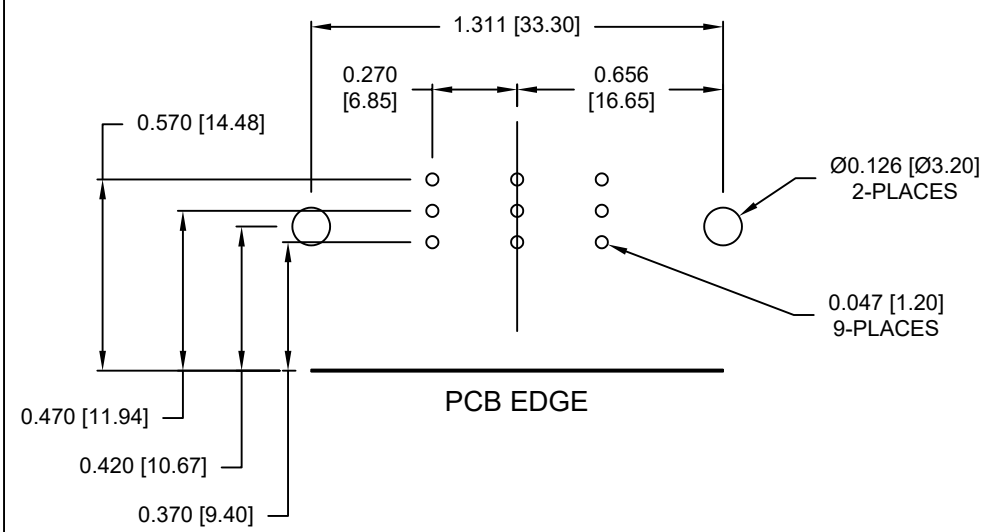 1.311 [33.30]
0.270
[6.85]
0.656
[16.65]
0.570 [14.48]
Ø0.126 [Ø3.20]
2-PLACES
0.047 [1.20]
9-PLACES
PCB EDGE
0.470 [11.94]
0.420 [10.67]
0.370 [9.40]